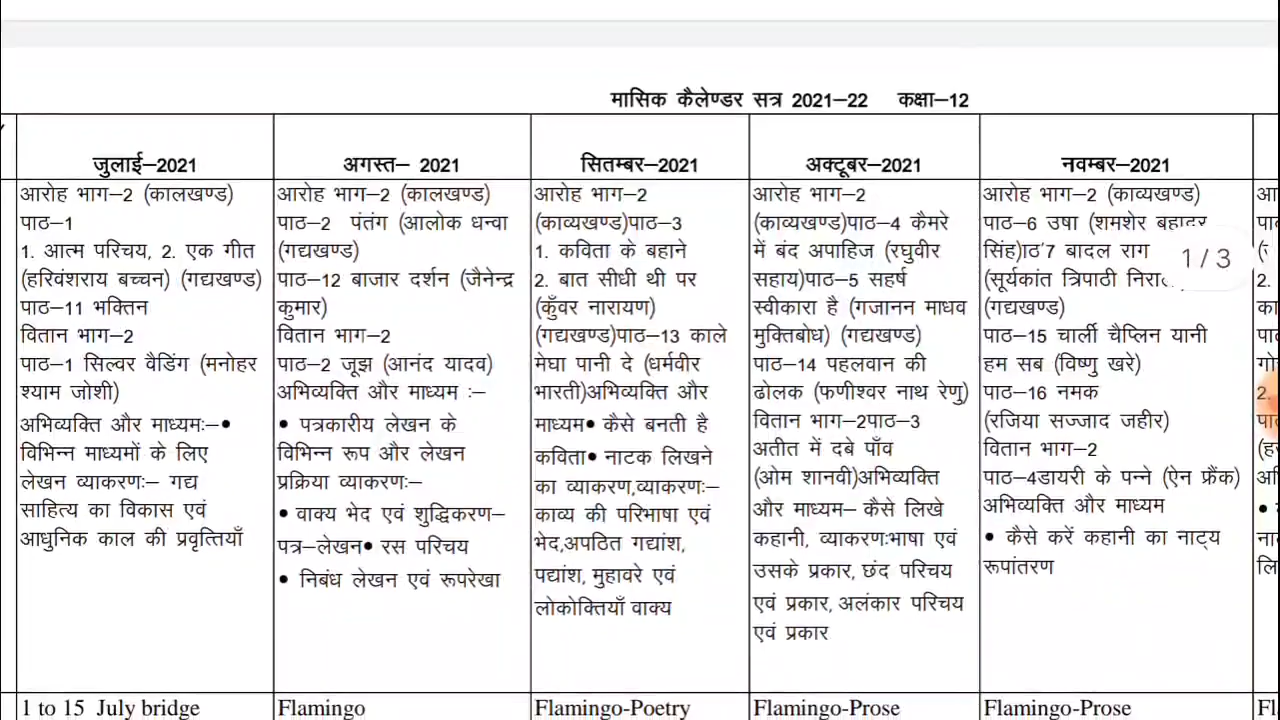 मासिक कैलेण्डर सत्र 2021–22 कक्षा–12
जुलाई–2021
आरोह भाग–2 (कालखण्ड)
पाठ–1
1. आत्म परिचय, 2. एक गीत
(हरिवंशराय बच्चन) (गद्यखण्ड)
पाठ–11 भक्तिन
वितान भाग–2
पाठ–1 सिल्वर वैडिंग (मनोहर
श्याम जोशी)
अभिव्यक्ति और माध्यमः–•
विभिन्न माध्यमों के लिए
लेखन व्याकरणः– गद्य
साहित्य का विकास एवं
आधुनिक काल की प्रवृत्तियाँ
1 to 15 July bridge
अगस्त– 2021
आरोह भाग–2 (कालखण्ड)
पाठ–2 पंतंग (आलोक धन्वा
(गद्यखण्ड)
पाठ–12 बाजार दर्शन (जैनेन्द्र
कुमार)
वितान भाग–2
पाठ–2 जूझ (आनंद यादव)
अभिव्यक्ति और माध्यम :–
• पत्रकारीय लेखन के
विभिन्न रूप और लेखन
प्रक्रिया व्याकरणः–
• वाक्य भेद एवं शुद्धिकरण–
पत्र–लेखन• रस परिचय
• निबंध लेखन एवं रूपरेखा
Flamingo
सितम्बर–2021
आरोह भाग–2
(काव्यखण्ड)पाठ–3
1. कविता के बहाने
2. बात सीधी थी पर
(कुँवर नारायण)
(गद्यखण्ड)पाठ–13 काले
मेघा पानी दे (धर्मवीर
भारती)अभिव्यक्ति और
माध्यम• कैसे बनती है
कविता• नाटक लिखने
का व्याकरण,व्याकरणः–
काव्य की परिभाषा एवं
भेद,अपठित गद्यांश,
पद्यांश, मुहावरे एवं
लोकोक्तियाँ वाक्य
Flamingo-Poetry
अक्टूबर–2021
आरोह भाग–2
(काव्यखण्ड)पाठ–4 कैमरे
में बंद अपाहिज (रघुवीर
सहाय)पाठ–5 सहर्ष
स्वीकारा है (गजानन माधव
मुक्तिबोध) (गद्यखण्ड)
पाठ–14 पहलवान की
ढोलक (फणीश्वर नाथ रेणु)
वितान भाग–2पाठ–3
अतीत में दबे पाँव
(ओम शानवी)अभिव्यक्ति
और माध्यम– कैसे लिखे
कहानी, व्याकरणःभाषा एवं
उसके प्रकार, छंद परिचय
एवं प्रकार, अलंकार परिचय
एवं प्रकार
Flamingo-Prose
नवम्बर–2021
आरोह भाग–2 (काव्यखण्ड)
पाठ–6 उषा (शमशेर बहादुर
सिंह)ाठ'7 बादल राग
(सूर्यकांत त्रिपाठी
(गद्यखण्ड)
पाठ–15 चार्ली चैप्लिन यानी
हम सब (विष्णु खरे)
पाठ–16 नमक
(रजिया सज्जाद जहीर)
वितान भाग–2
पाठ–4डायरी के पन्ने (ऐन फ्रैंक)
अभिव्यक्ति और माध्यम
• कैसे करें कहानी का नाट्य
रूपांतरण
Flamingo-Prose
1/3